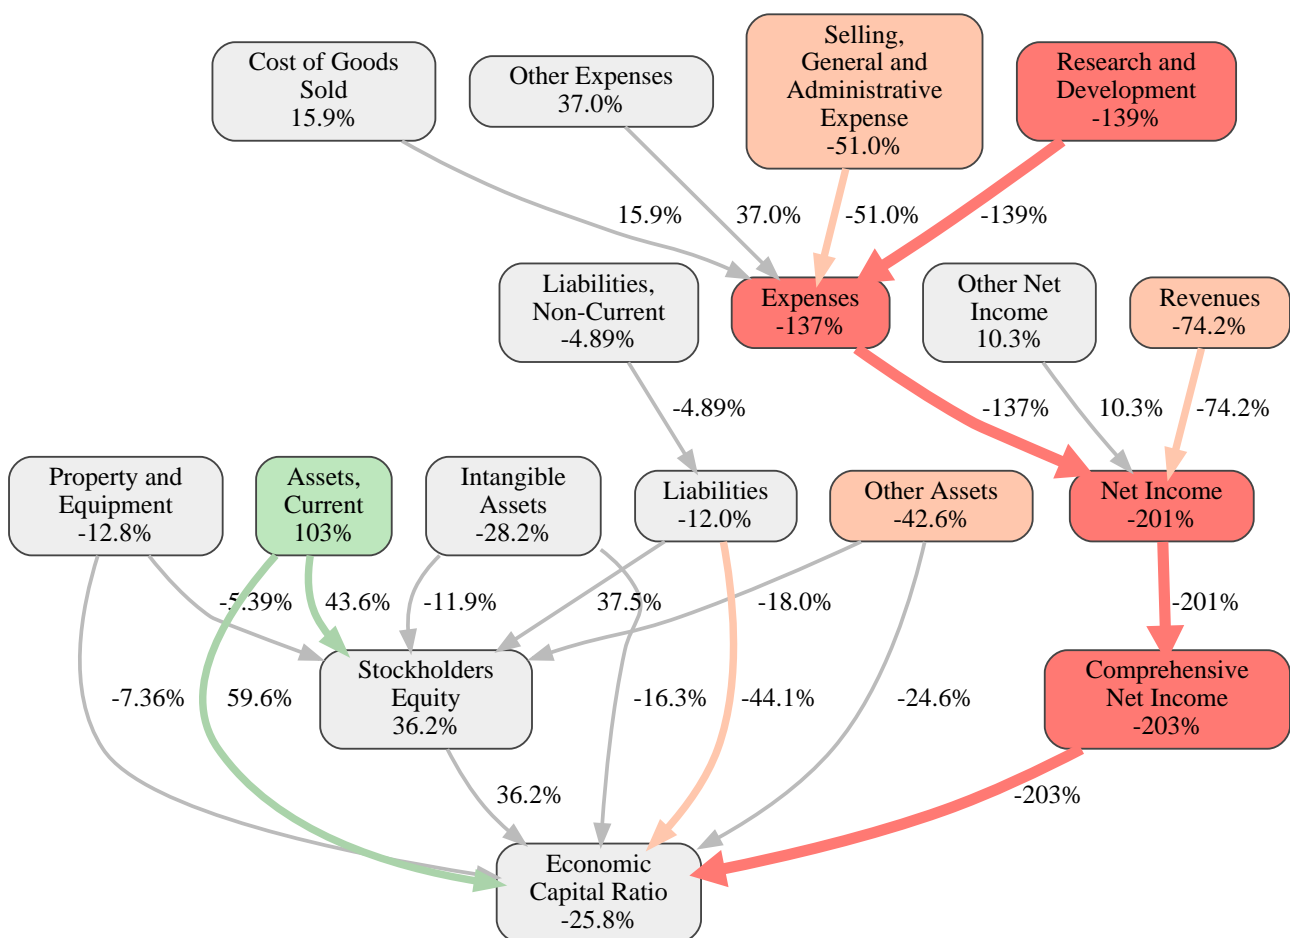 Cost of Goods
Sold
15.9%
Other Expenses
37.0%
Selling,
General and
Administrative
Expense
-51.0%
Research and
Development
-139%
15.9%
37.0%
-51.0%
-139%
Liabilities,
Non-Current
-4.89%
Expenses
-137%
Other Net
Income
10.3%
Revenues
-74.2%
-4.89%
-137%
10.3%
-74.2%
Property and
Equipment
-12.8%
Assets,
Current
103%
Intangible
Assets
-28.2%
Liabilities
-12.0%
Other Assets
-42.6%
Net Income
-201%
-5.39%
43.6%
-11.9%
37.5%
-18.0%
-201%
Stockholders
Equity
36.2%
Comprehensive
Net Income
-203%
-7.36%
59.6%
-16.3%
-44.1%
-24.6%
36.2%
-203%
Economic
Capital Ratio
-25.8%